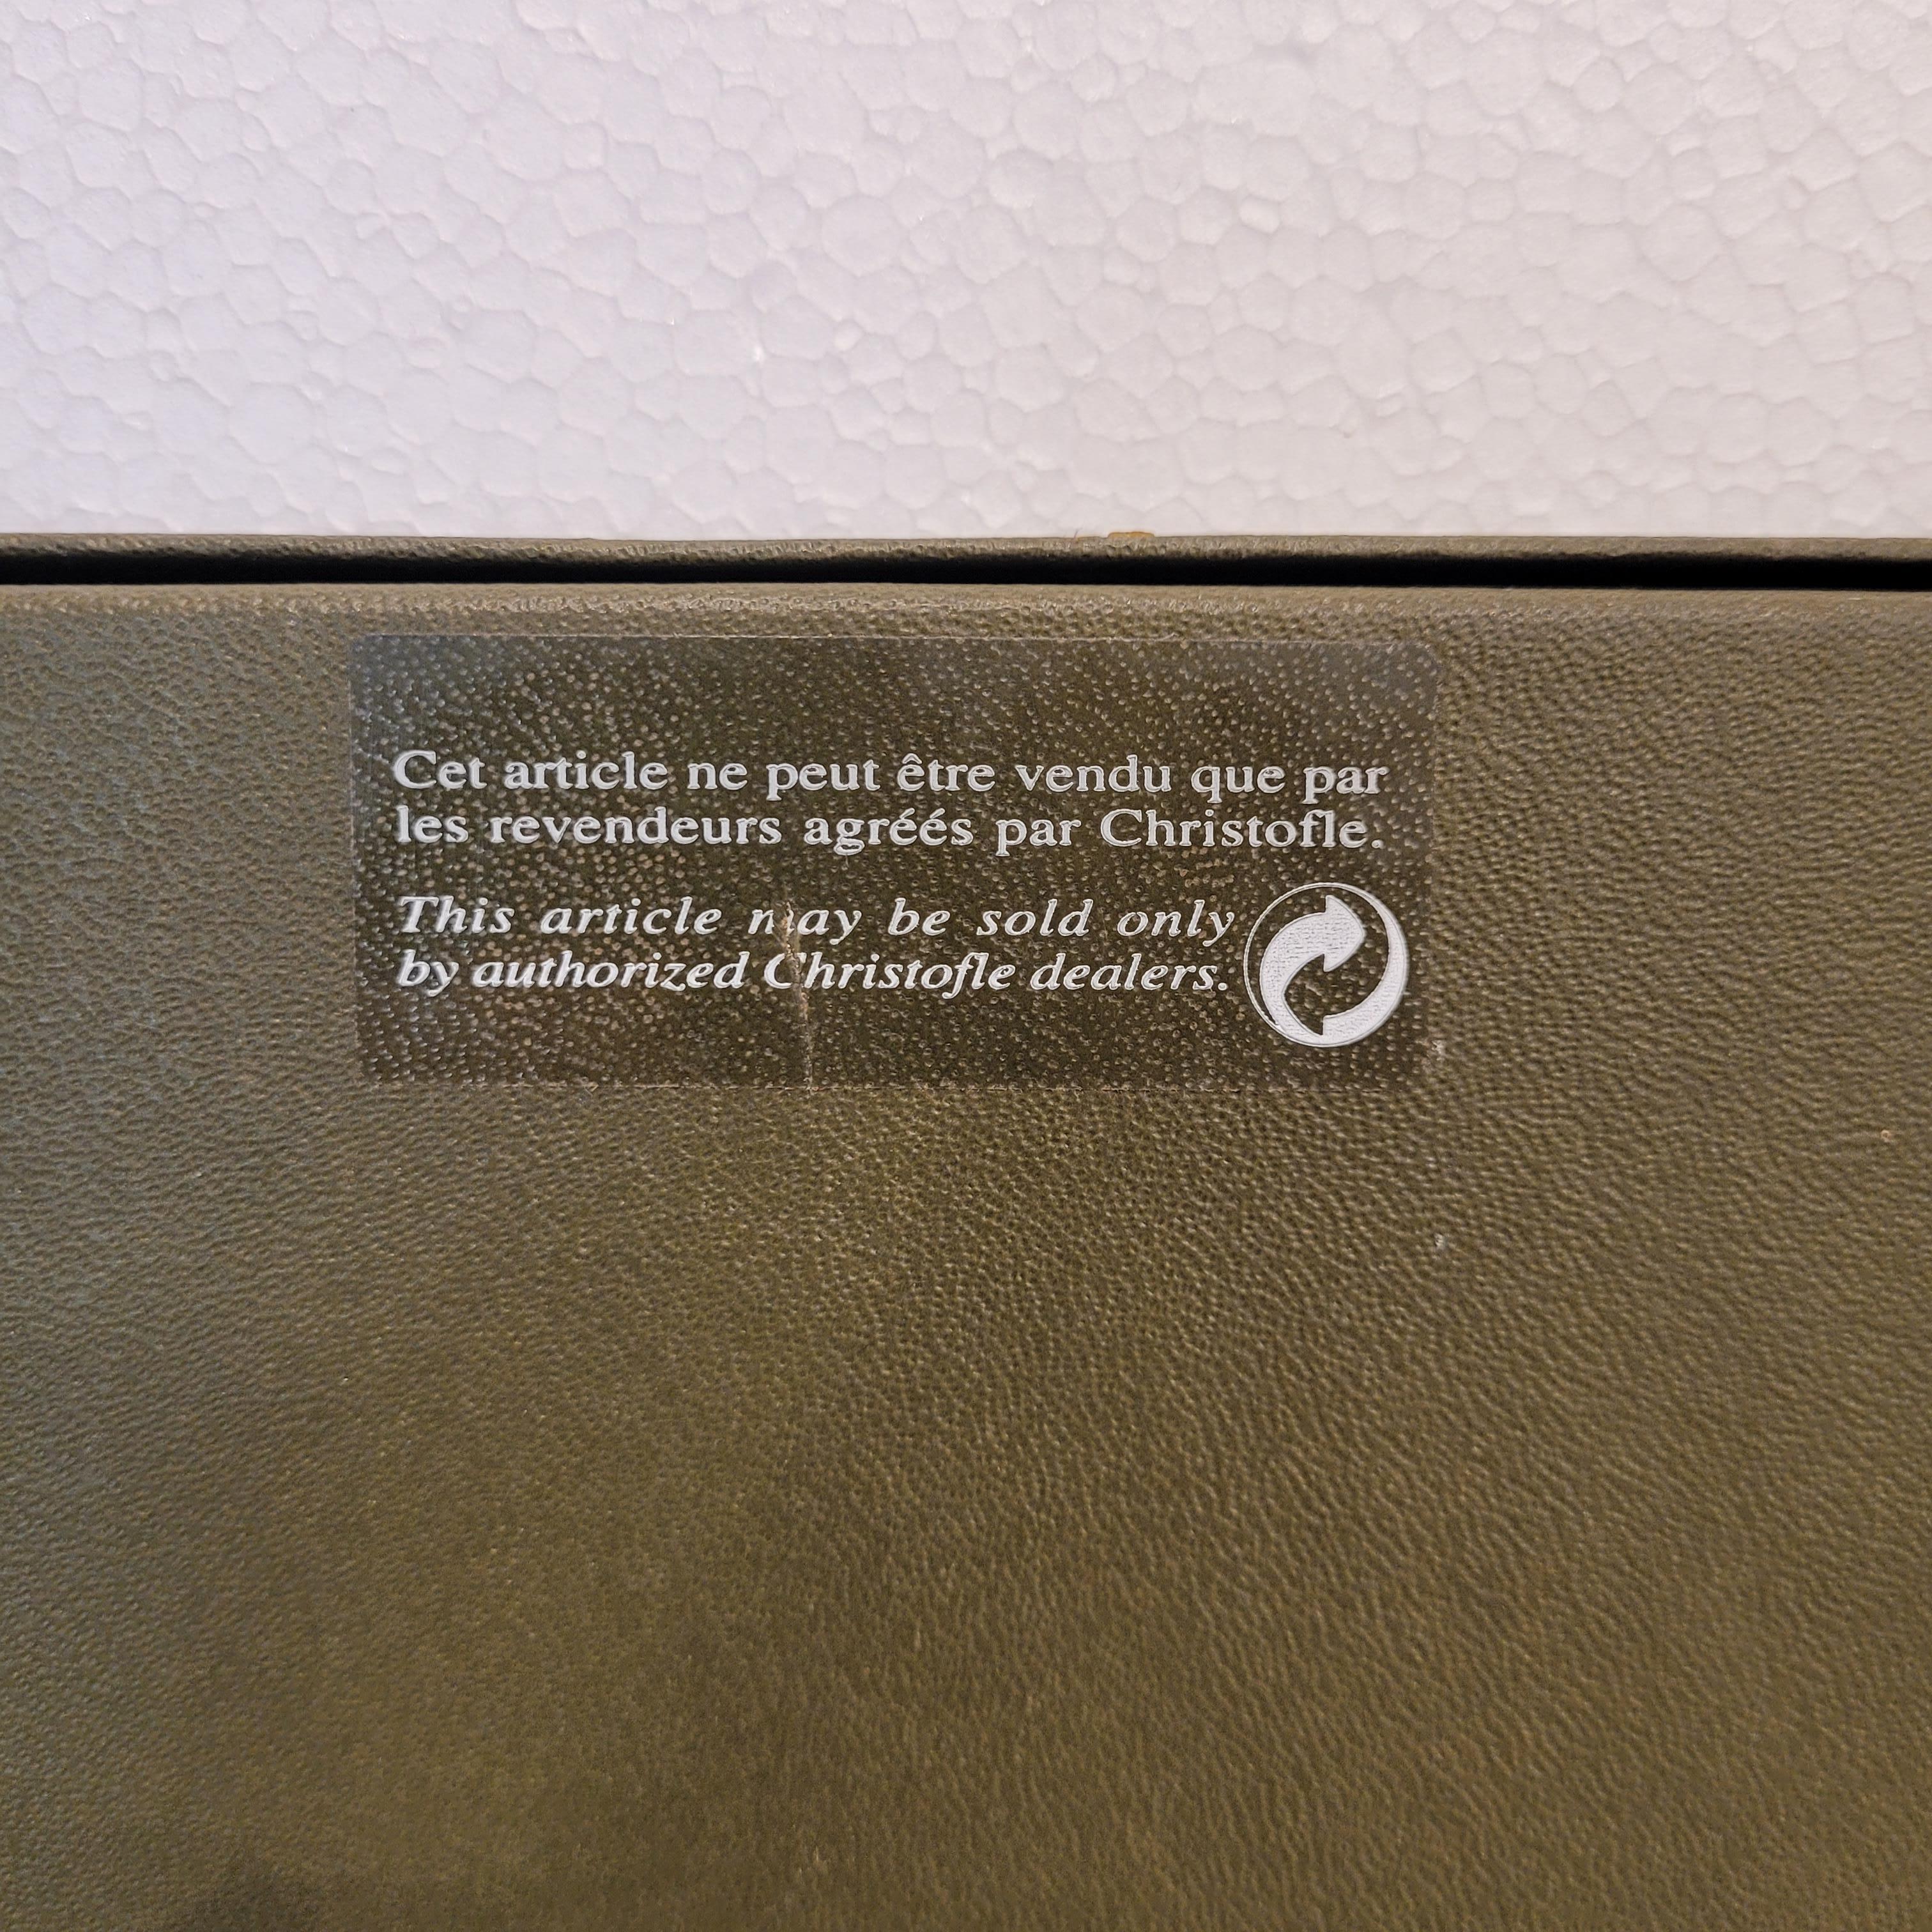 Cet article ne peut être vendu que par
les revendeurs agréés par Christofle.
This article may be sold only
by authorized Christofle dealers.